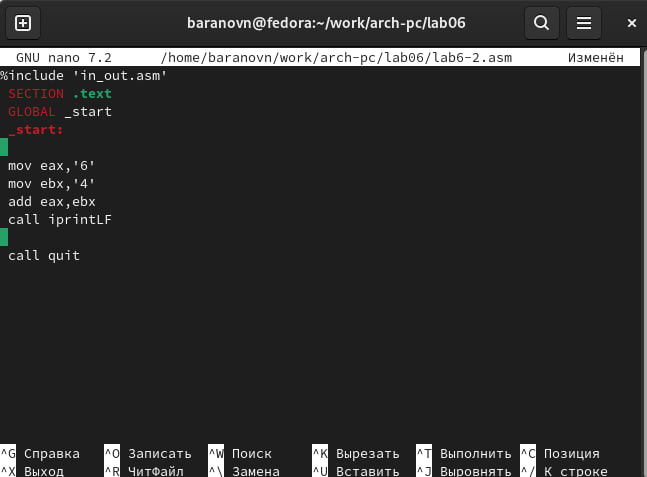 baranovn@fedora:~/work/arch-pc/lab06
GNU nano 7.2 /home/baranovn/work/arch-pc/lab06/lab6-2.asm Изменён
%include 'in_out.asm'
SECTION .text
GLOBAL _start
_start:
mov eax,'6'
mov ebx,'4'
add eax,ebx
call iprintLF
call quit
^G Справка ^O Записать ^W Поиск ^K Вырезать ^T Выполнить ^C Позиция
^X Выход ^R ЧитФайл ^\ Замена ^U Вставить ^J Выровнять ^/ К строке